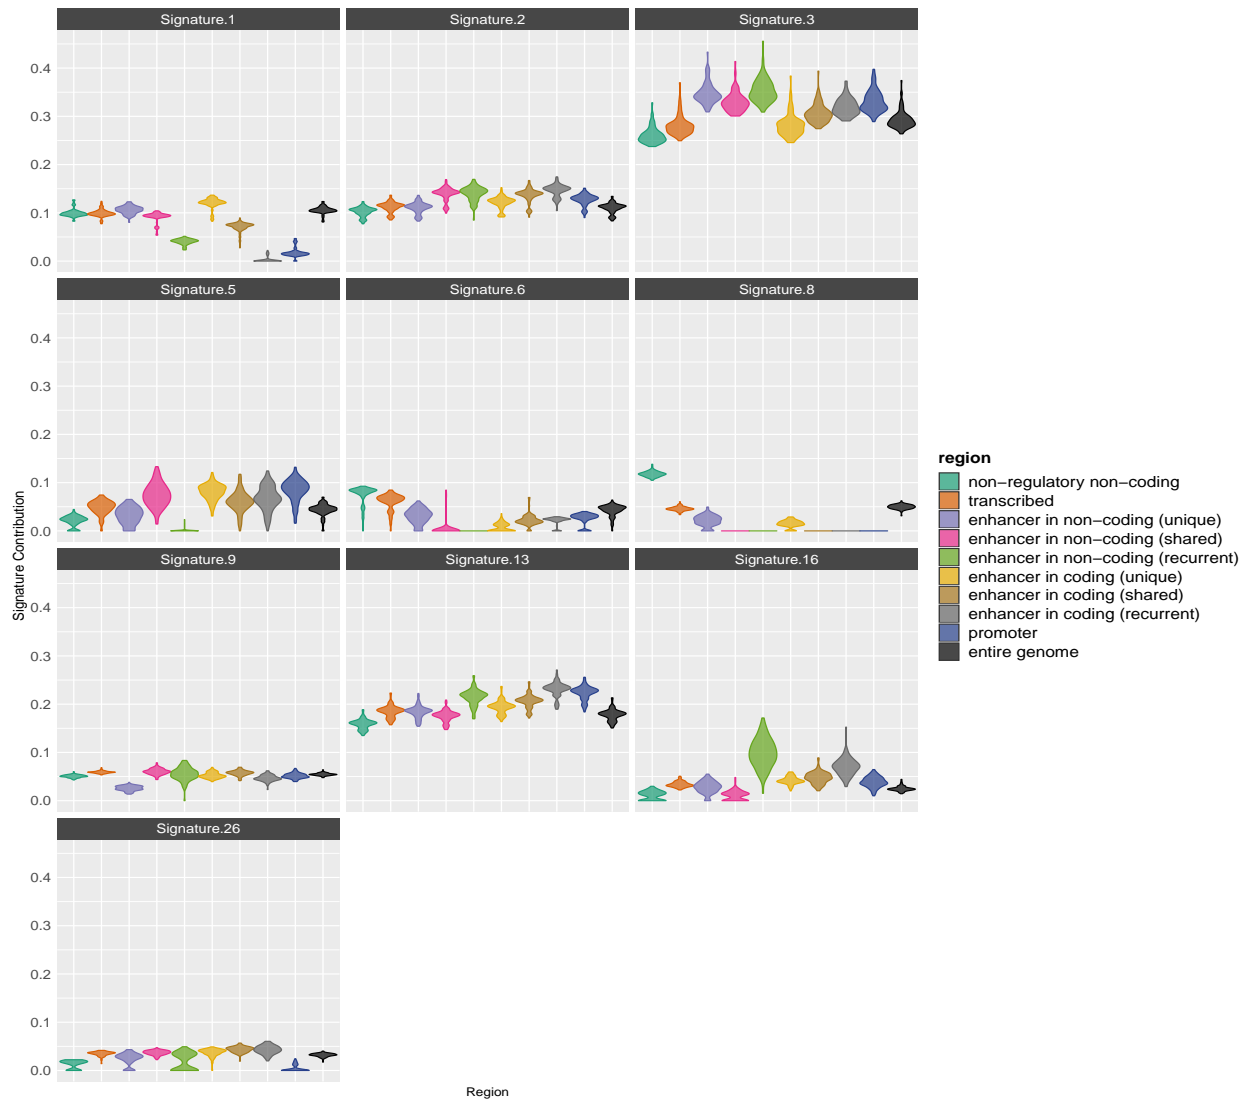 Signature.1
Signature.2
Signature.3
0.4
0.3
0.2
0.1
0.0
Signature.5
Signature.6
Signature.8
0.4
0.3
0.2
0.1
0.0
Signature.9
Signature.13
Signature.16
0.4
0.3
0.2
0.1
0.0
Signature.26
0.4
0.3
0.2
0.1
0.0
Signature Contribution
Region
region
non−regulatory non−coding
transcribed
enhancer in non−coding (unique)
enhancer in non−coding (shared)
enhancer in non−coding (recurrent)
enhancer in coding (unique)
enhancer in coding (shared)
enhancer in coding (recurrent)
promoter
entire genome